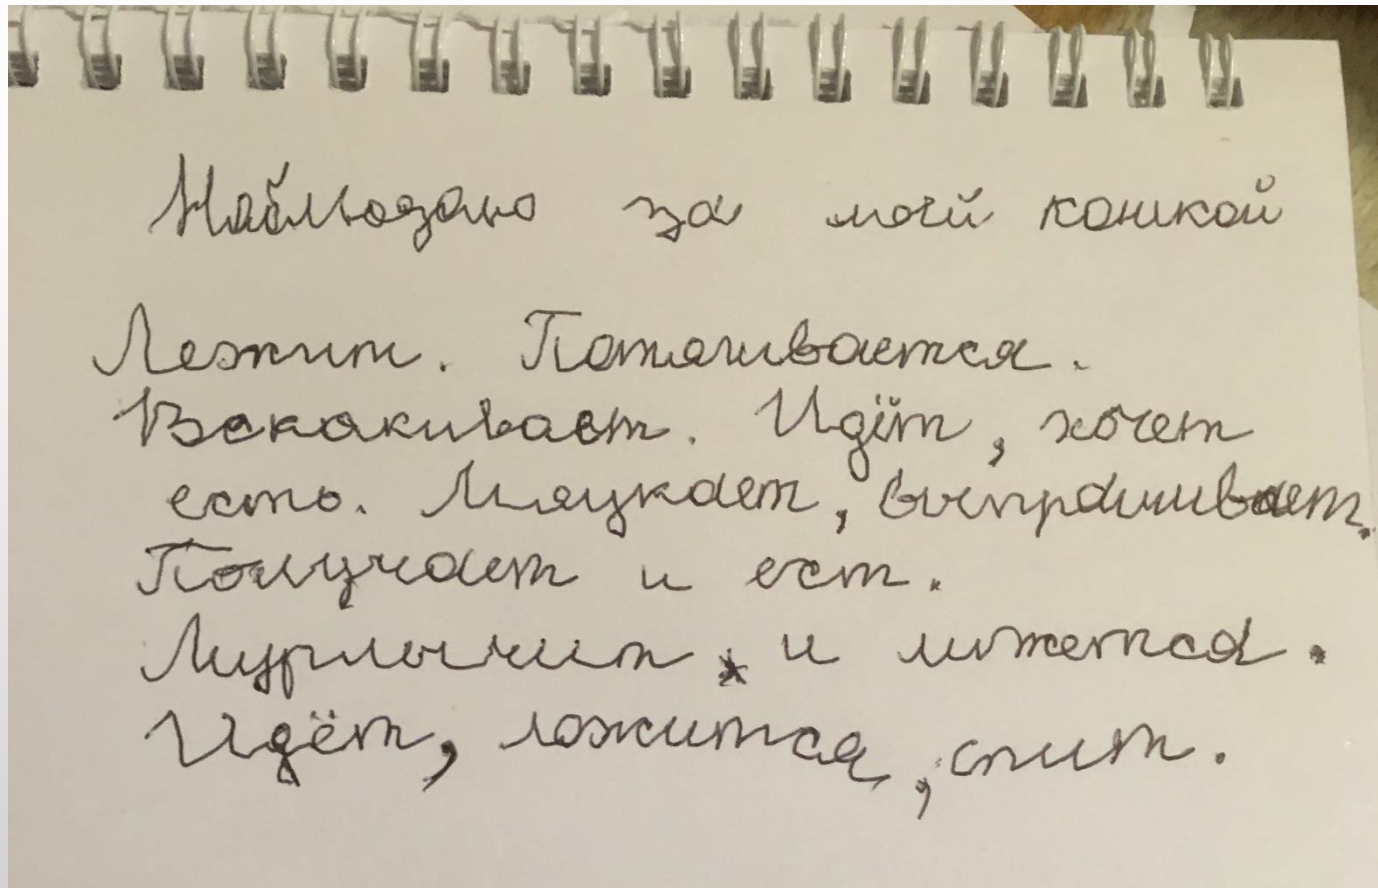 Наблюдаю за моей кошкой
Лежит. Потягивается.
Вскакивает. Идёт, хочет
есть. Мяукает, выпрашивает.
Получает и ест.
Мурлычит и лижется.
Идёт, ложится, спит.